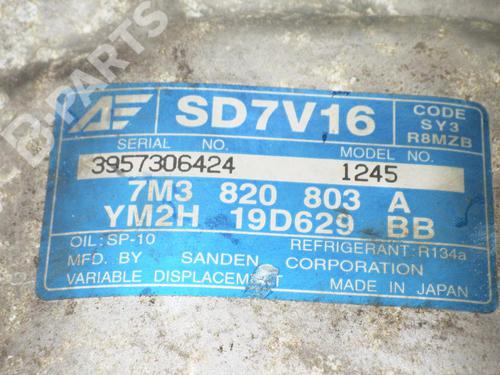 AE SD7V16 CODE
SY3
R8MZB
SERIAL NO. MODEL NO.
3957306424 1245
7M3 820 803 A
YM2H 19D629 BB
OIL: SP-10 REFRIGERANT: R134a
MFD. BY SANDEN CORPORATION
VARIABLE DISPLACEMENT MADE IN JAPAN
B-PARTS